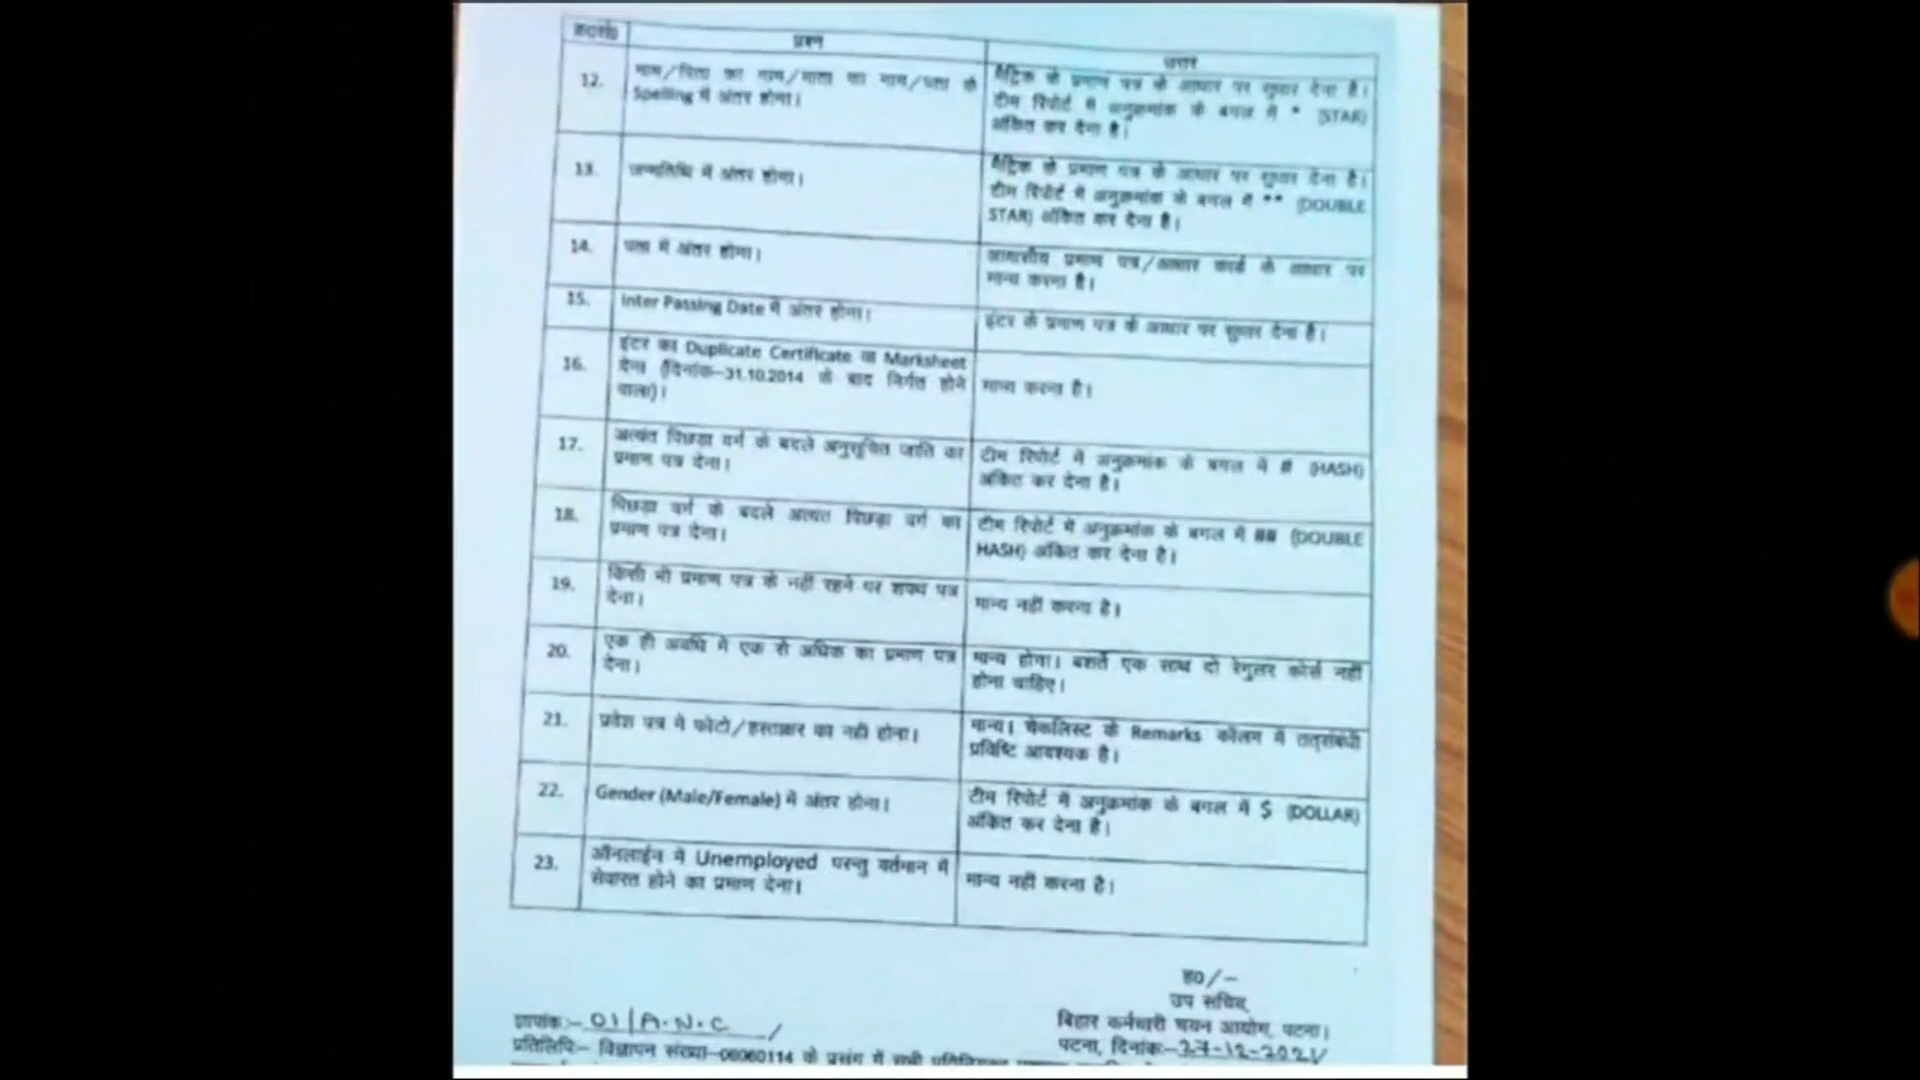 क्र०सं० प्रश्न उत्तर
12. नाम/पिता का नाम/माता का नाम/पता के
Spelling में अंतर होना।
मैट्रिक के प्रमाण पत्र के आधार पर सुधार देना है।
टीम रिपोर्ट में अनुक्रमांक के बगल में * (STAR)
अंकित कर देना है।
13. जन्मतिथि में अंतर होना।
मैट्रिक के प्रमाण पत्र के आधार पर सुधार देना है।
टीम रिपोर्ट में अनुक्रमांक के बगल में ** (DOUBLE
STAR) अंकित कर देना है।
14. पता में अंतर होना।
आवासीय प्रमाण पत्र/आधार कार्ड के आधार पर
मान्य करना है।
15. Inter Passing Date में अंतर होना।
इंटर के प्रमाण पत्र के आधार पर सुधार देना है।
16. इंटर का Duplicate Certificate या Marksheet
देना (दिनांक-31.10.2014 के बाद निर्गत होने
वाला)।
मान्य करना है।
17. अत्यंत पिछड़ा वर्ग के बदले अनुसूचित जाति का
प्रमाण पत्र देना।
टीम रिपोर्ट में अनुक्रमांक के बगल में # (HASH)
अंकित कर देना है।
18. पिछड़ा वर्ग के बदले अत्यंत पिछड़ा वर्ग का
प्रमाण पत्र देना।
टीम रिपोर्ट में अनुक्रमांक के बगल में ## (DOUBLE
HASH) अंकित कर देना है।
19. किसी भी प्रमाण पत्र के नहीं रहने पर शपथ पत्र
देना।
मान्य नहीं करना है।
20. एक ही अवधि में एक से अधिक का प्रमाण पत्र
देना।
मान्य होगा। बशर्ते एक साथ दो रेगुलर कोर्स नहीं
होना चाहिए।
21. प्रवेश पत्र में फोटो/हस्ताक्षर का नही होना।
मान्य। चेकलिस्ट के Remarks कॉलम में तत्संबंधी
प्रविष्टि आवश्यक है।
22. Gender (Male/Female) में अंतर होना।
टीम रिपोर्ट में अनुक्रमांक के बगल में $ (DOLLAR)
अंकित कर देना है।
23. ऑनलाईन में Unemployed परन्तु वर्तमान में
सेवारत होने का प्रमाण देना।
मान्य नही करना है।
ह0/-
उप सचिव,
बिहार कर्मचारी चयन आयोग, पटना।
ज्ञापांक:- 01/A.N.C /
पटना, दिनांक:-27-12-2021/
प्रतिलिपि:- विज्ञापन संख्या-06060114 के प्रसंग में सभी